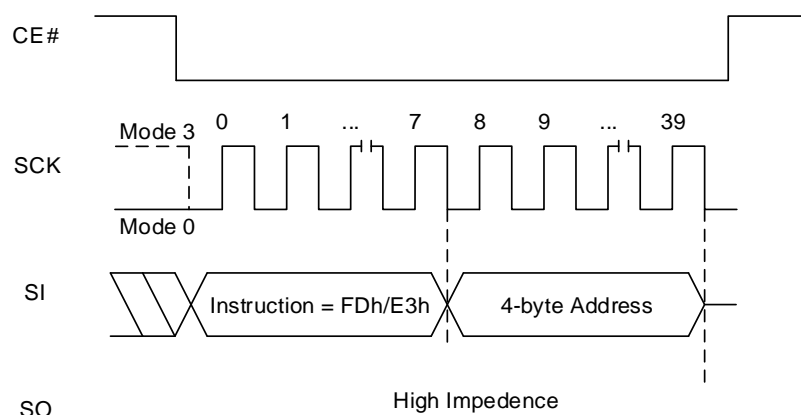 CE#
0 1 ... 7 8 9 ... 39
Mode 3
SCK
Mode 0
SI
Instruction = FDh/E3h
4-byte Address
High Impedence
SO